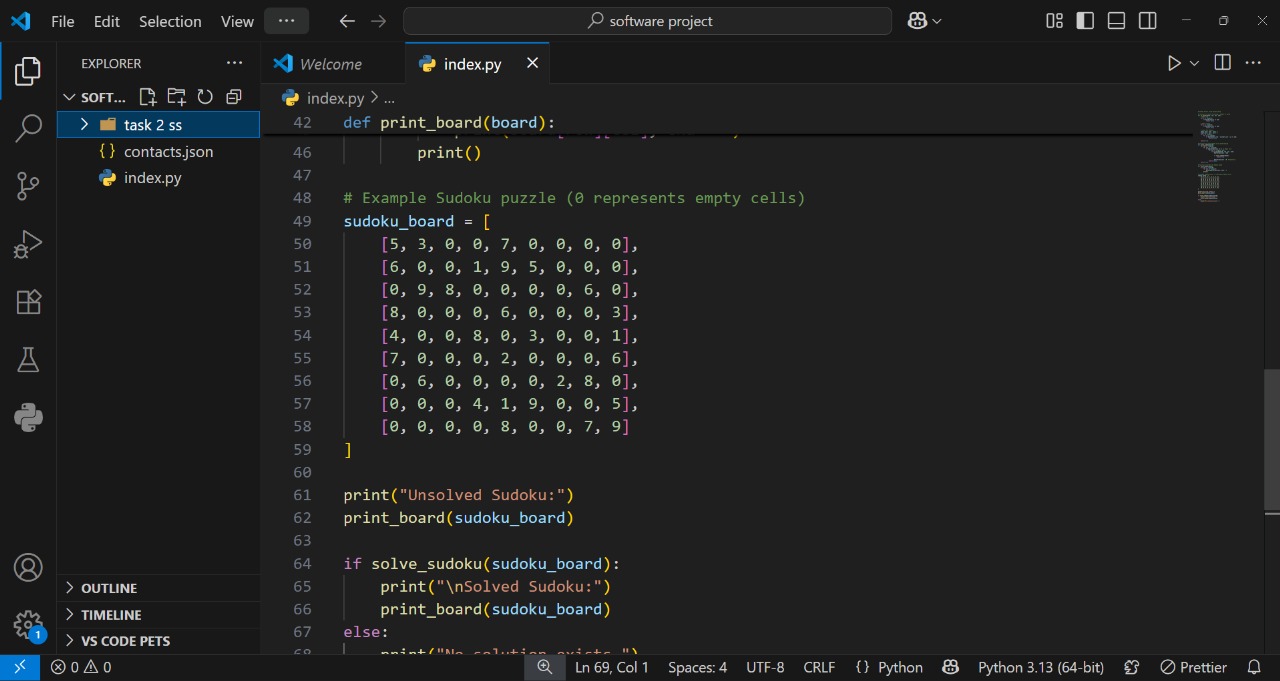 File Edit Selection View ... software project
EXPLORER ... Welcome index.py
SOFT... index.py > ...
task 2 ss
{} contacts.json
index.py
42 def print_board(board):
46 print()
47
48 # Example Sudoku puzzle (0 represents empty cells)
49 sudoku_board = [
50 [5, 3, 0, 0, 7, 0, 0, 0, 0],
51 [6, 0, 0, 1, 9, 5, 0, 0, 0],
52 [0, 9, 8, 0, 0, 0, 0, 6, 0],
53 [8, 0, 0, 0, 6, 0, 0, 0, 3],
54 [4, 0, 0, 8, 0, 3, 0, 0, 1],
55 [7, 0, 0, 0, 2, 0, 0, 0, 6],
56 [0, 6, 0, 0, 0, 0, 2, 8, 0],
57 [0, 0, 0, 4, 1, 9, 0, 0, 5],
58 [0, 0, 0, 0, 8, 0, 0, 7, 9]
59 ]
60
61 print("Unsolved Sudoku:")
62 print_board(sudoku_board)
63
64 if solve_sudoku(sudoku_board):
65 print("\nSolved Sudoku:")
66 print_board(sudoku_board)
67 else:
68 print("No solution exists.")
OUTLINE
TIMELINE
VS CODE PETS
1
0 0 Ln 69, Col 1 Spaces: 4 UTF-8 CRLF {} Python Python 3.13 (64-bit) Prettier